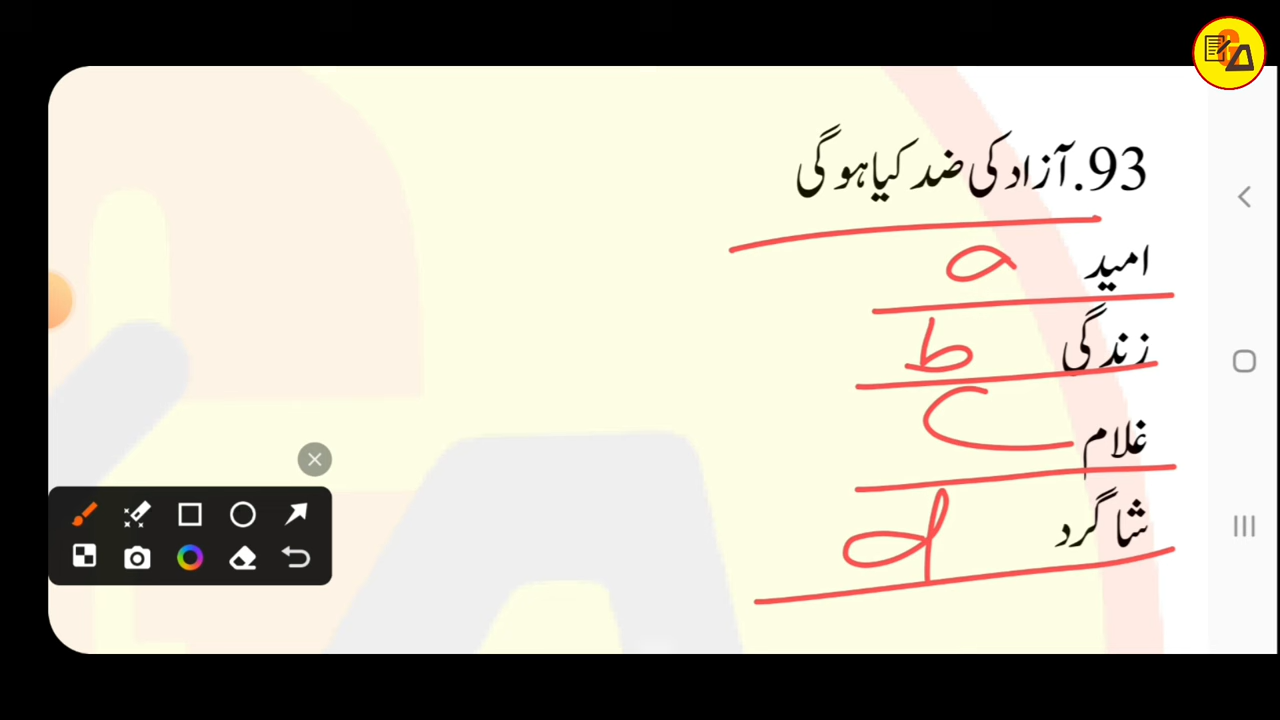 93.آزاد کی ضد کیا ہو گی
امید a
زندگی b
غلام c
شاگرد d